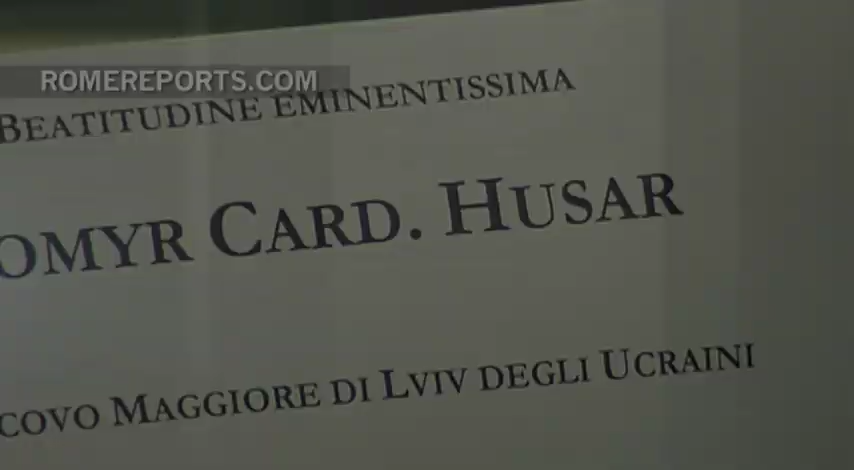 ROMEREPORTS.COM
BEATITUDINE EMINENTISSIMA
OMYR CARD. HUSAR
COVO MAGGIORE DI LVIV DEGLI UCRAINI